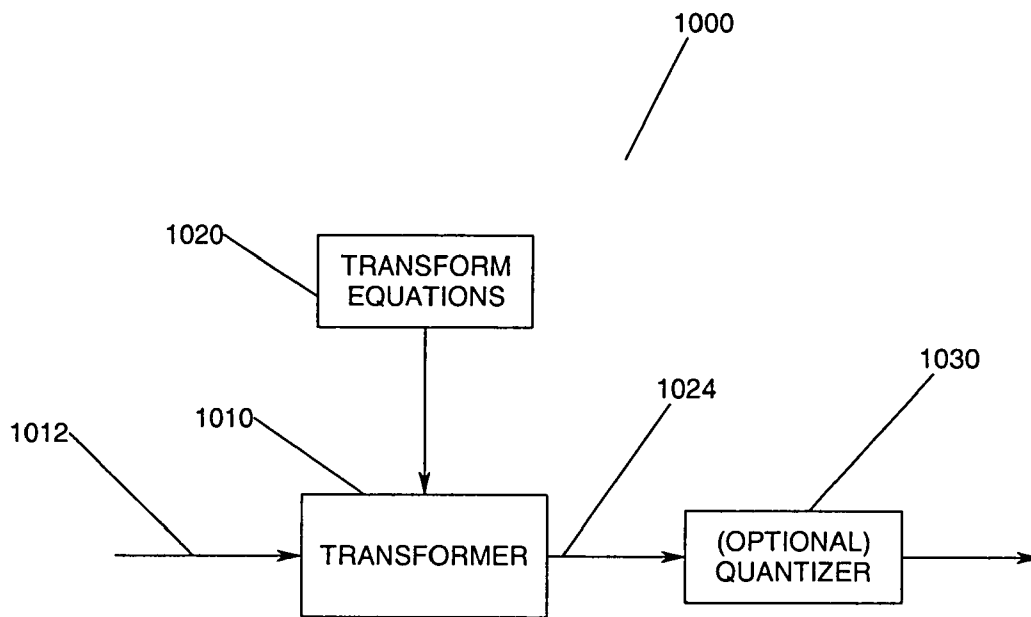 1000
1020
TRANSFORM
EQUATIONS
1030
1024
1010
1012
TRANSFORMER
(OPTIONAL)
QUANTIZER